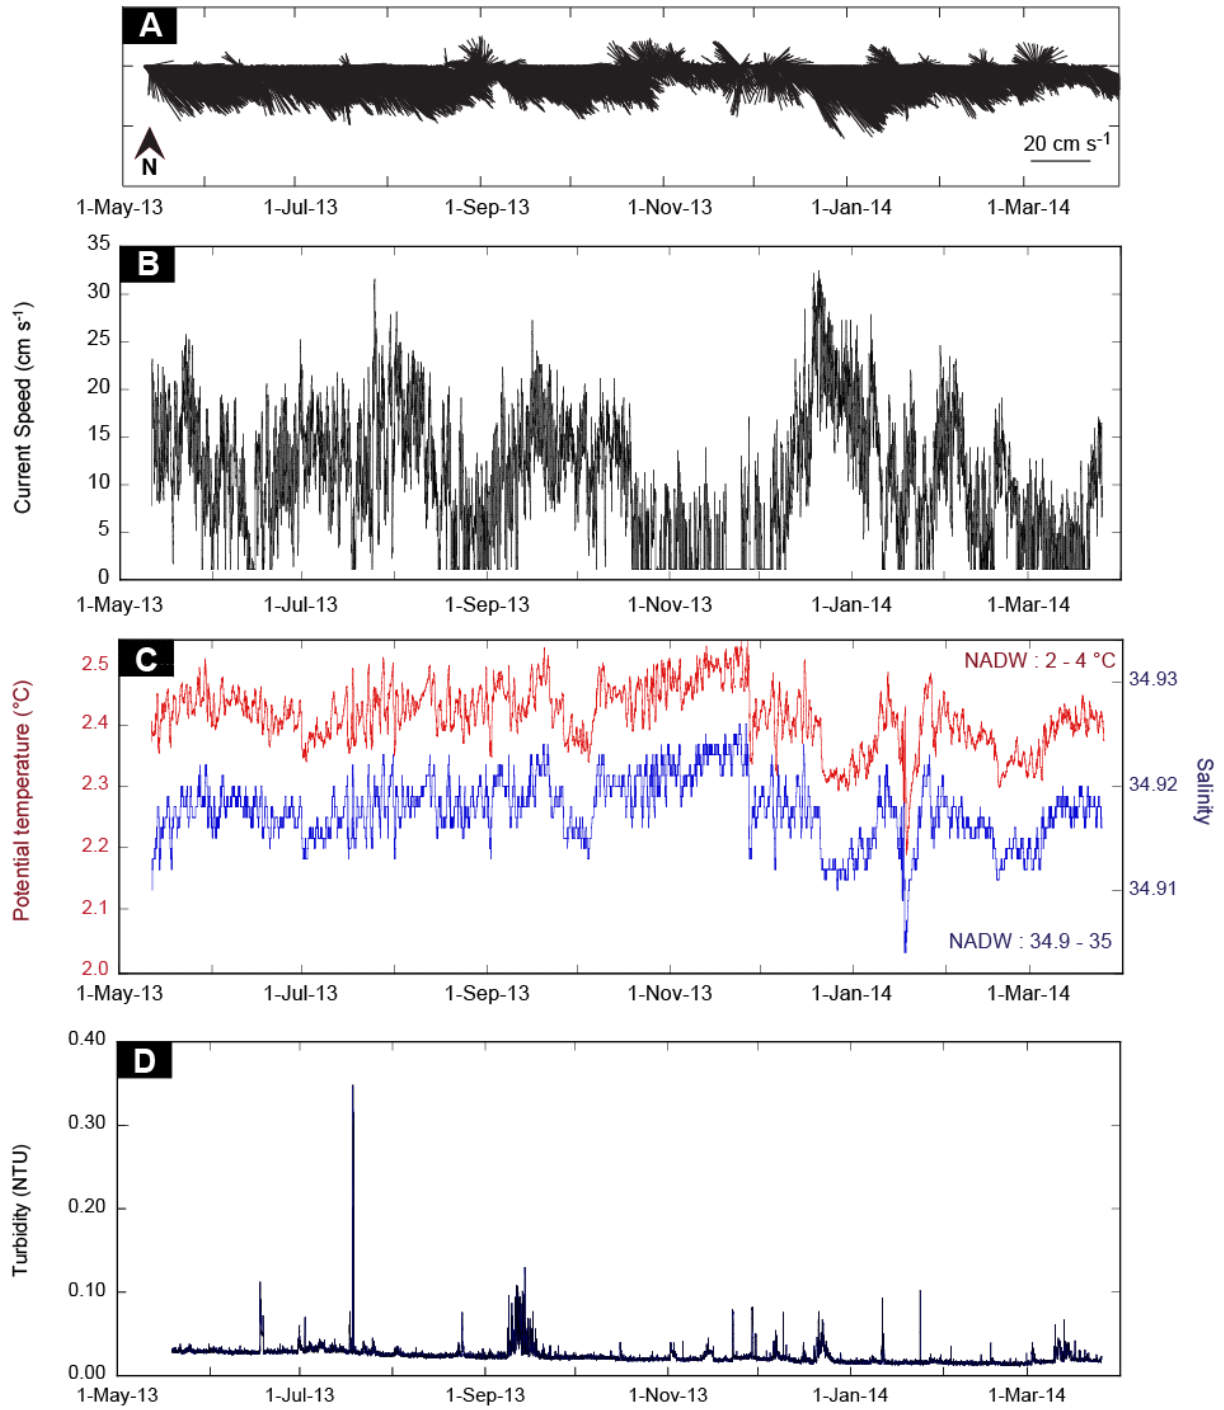 A
N
20 cm s-1
1-May-13 1-Jul-13 1-Sep-13 1-Nov-13 1-Jan-14 1-Mar-14
B
Current Speed (cm s-1)
35
30
25
20
15
10
5
0
1-May-13 1-Jul-13 1-Sep-13 1-Nov-13 1-Jan-14 1-Mar-14
C
Potential temperature (°C)
2.5
2.4
2.3
2.2
2.1
2.0
NADW : 2 - 4 °C
NADW : 34.9 - 35
34.93
34.92
34.91
Salinity
1-May-13 1-Jul-13 1-Sep-13 1-Nov-13 1-Jan-14 1-Mar-14
D
Turbidity (NTU)
0.40
0.30
0.20
0.10
0.00
1-May-13 1-Jul-13 1-Sep-13 1-Nov-13 1-Jan-14 1-Mar-14